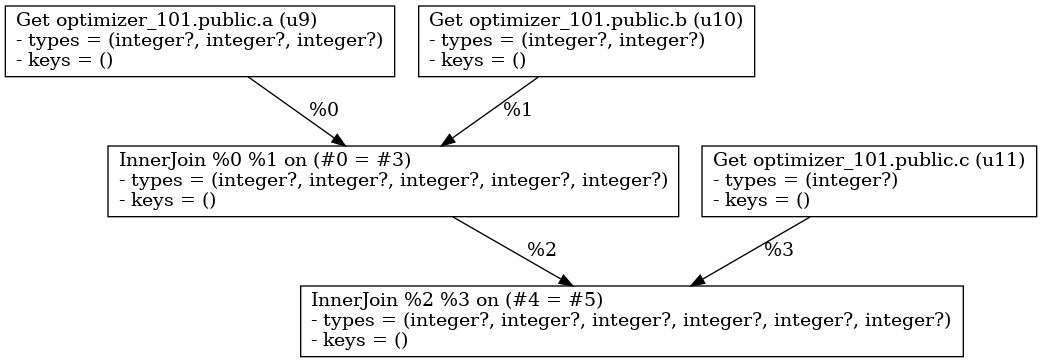 Get optimizer_101.public.a (u9)
- types = (integer?, integer?, integer?)
- keys = ()
Get optimizer_101.public.b (u10)
- types = (integer?, integer?)
- keys = ()
%0
%1
InnerJoin %0 %1 on (#0 = #3)
- types = (integer?, integer?, integer?, integer?, integer?)
- keys = ()
Get optimizer_101.public.c (u11)
- types = (integer?)
- keys = ()
%2
%3
InnerJoin %2 %3 on (#4 = #5)
- types = (integer?, integer?, integer?, integer?, integer?, integer?)
- keys = ()